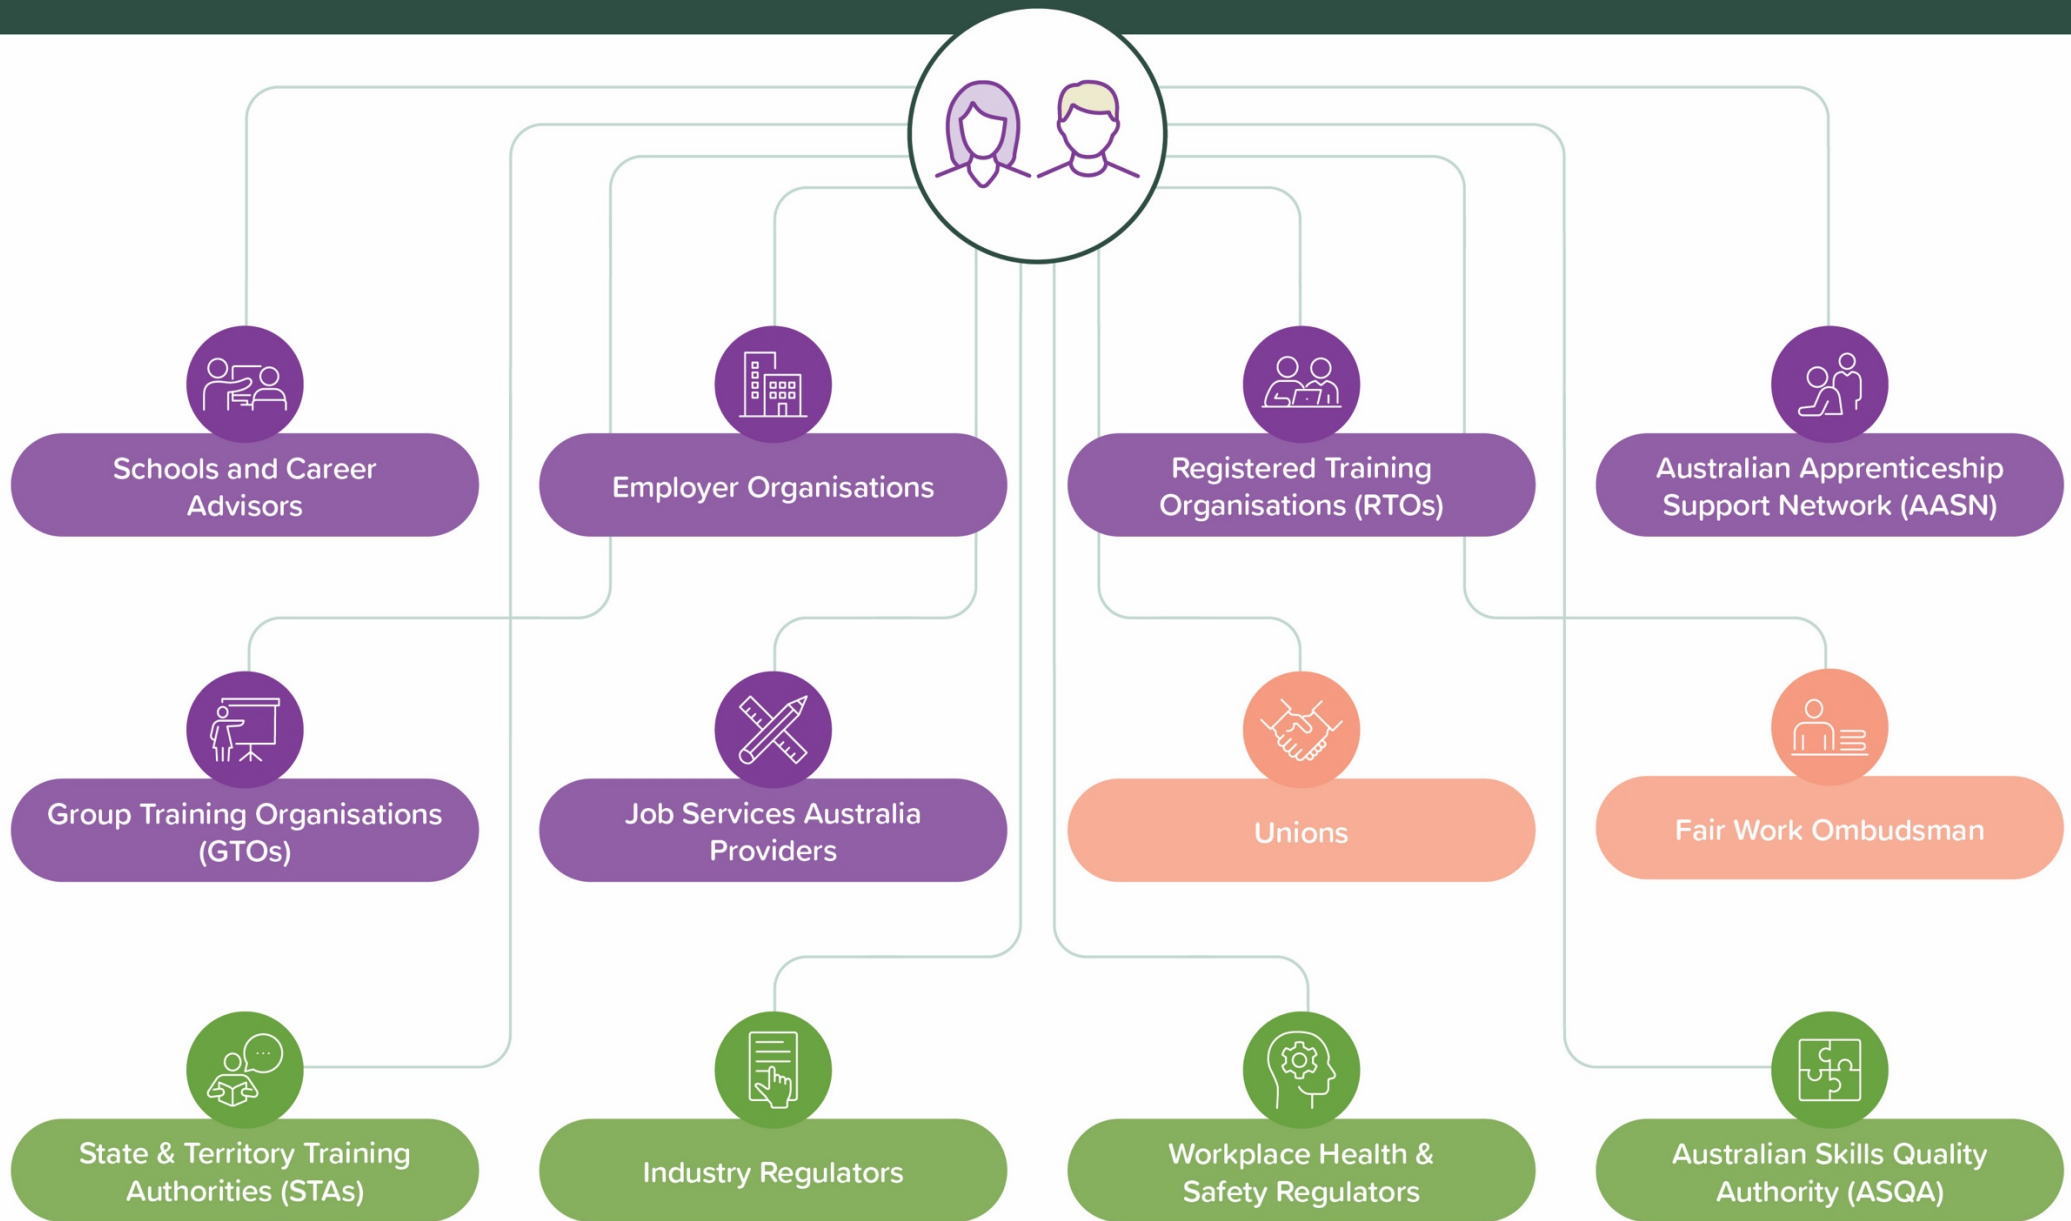 Schools and Career
Advisors
Employer Organisations
Registered Training
Organisations (RTOs)
Australian Apprenticeship
Support Network (AASN)
Group Training Organisations
(GTOs)
Job Services Australia
Providers
Unions
Fair Work Ombudsman
State & Territory Training
Authorities (STAs)
Industry Regulators
Workplace Health &
Safety Regulators
Australian Skills Quality
Authority (ASQA)